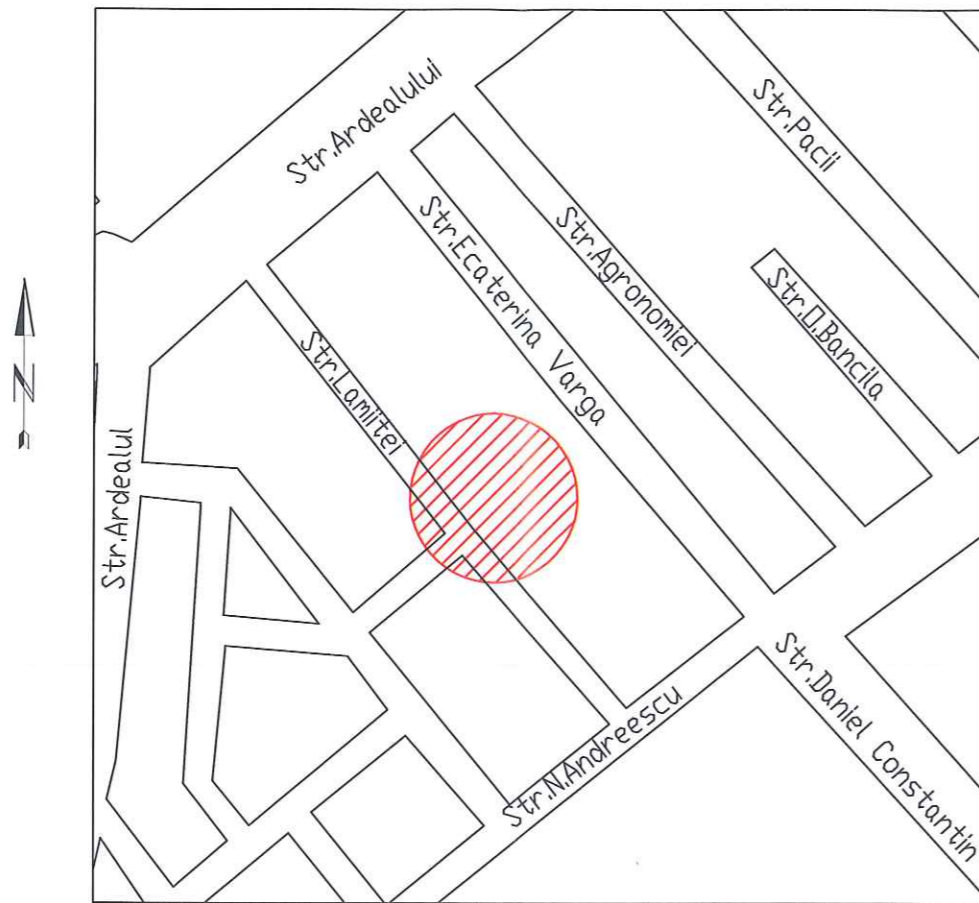 Str.Ardealului
Str.Pacii
Str.Ecaterina Varga
Str.Agronomiei
Str.O.Bancila
Str.Lamiitei
N
Str.Ardealul
Str.N.Andreescu
Str.Daniel Constantin